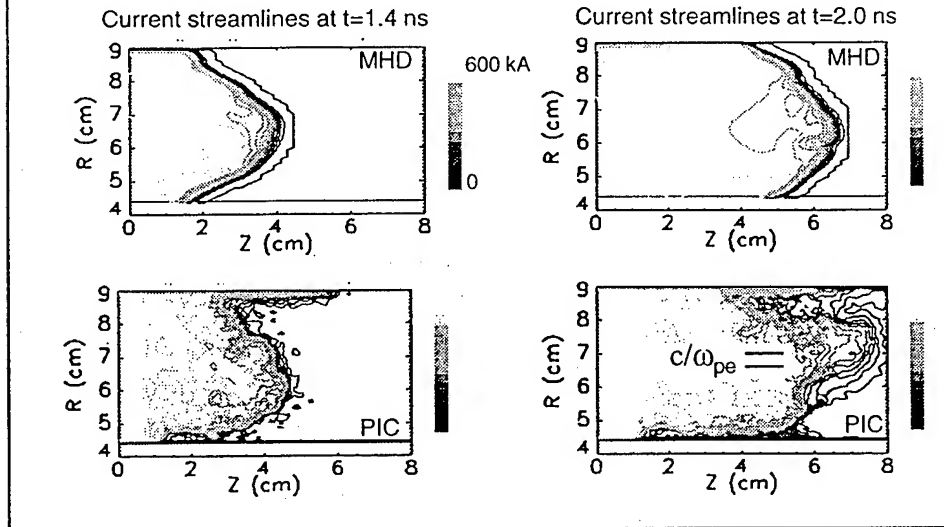 Current streamlines at t=1.4 ns
Current streamlines at t=2.0 ns
9
8
7
6
5
4
R (cm)
MHD
0 2 4 6 8
Z (cm)
600 kA
0
9
8
7
6
5
4
R (cm)
MHD
0 2 4 6 8
Z (cm)
9
8
7
6
5
4
R (cm)
PIC
0 2 4 6 8
Z (cm)
9
8
7
6
5
4
R (cm)
c/ωpe
PIC
0 2 4 6 8
Z (cm)